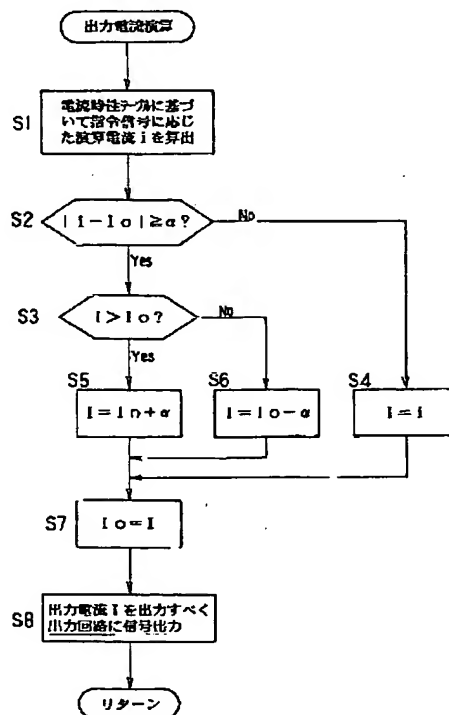 出力電流演算
S1
電流特性テーブルに基づ
いて指令信号に応じ
た演算電流iを算出
S2
| i－Io | ≧α?
No
Yes
S3
I＞Io?
No
Yes
S5
I＝In＋α
S6
I＝Io－α
S4
I＝i
S7
Io＝I
S8
出力電流Iを出力すべく
出力回路に信号出力
リターン